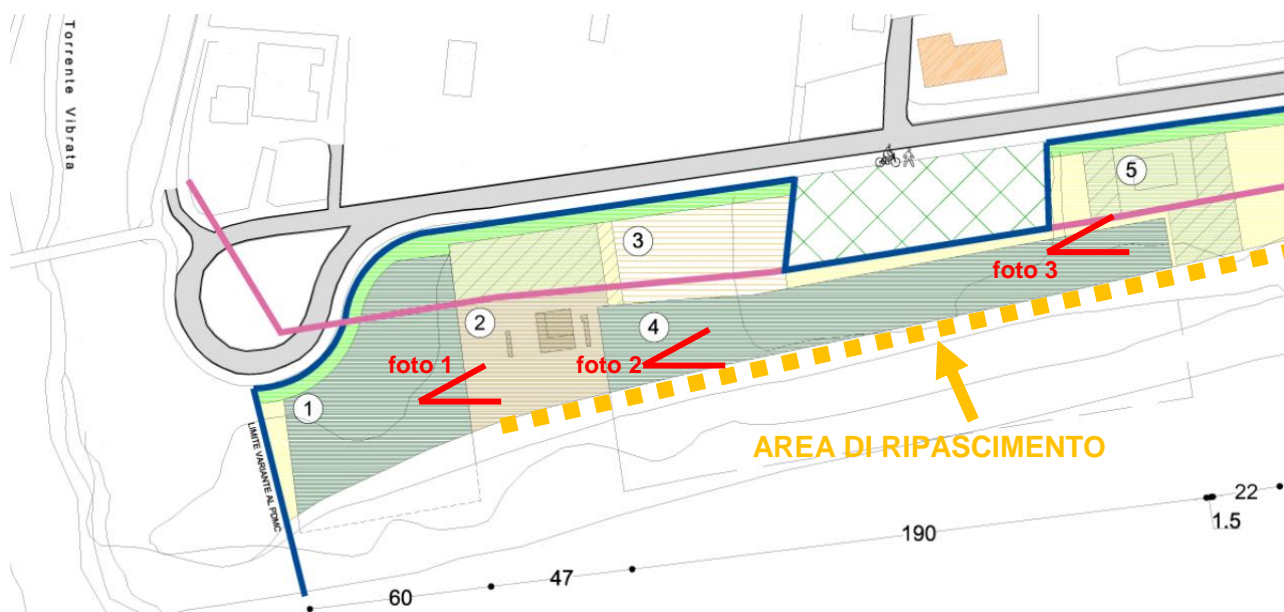 Torrente Vibrata
5
3
foto 3
2
4
foto 1
foto 2
1
LIMITE VARIANTE AL PDMC
AREA DI RIPASCIMENTO
22
1.5
190
47
60